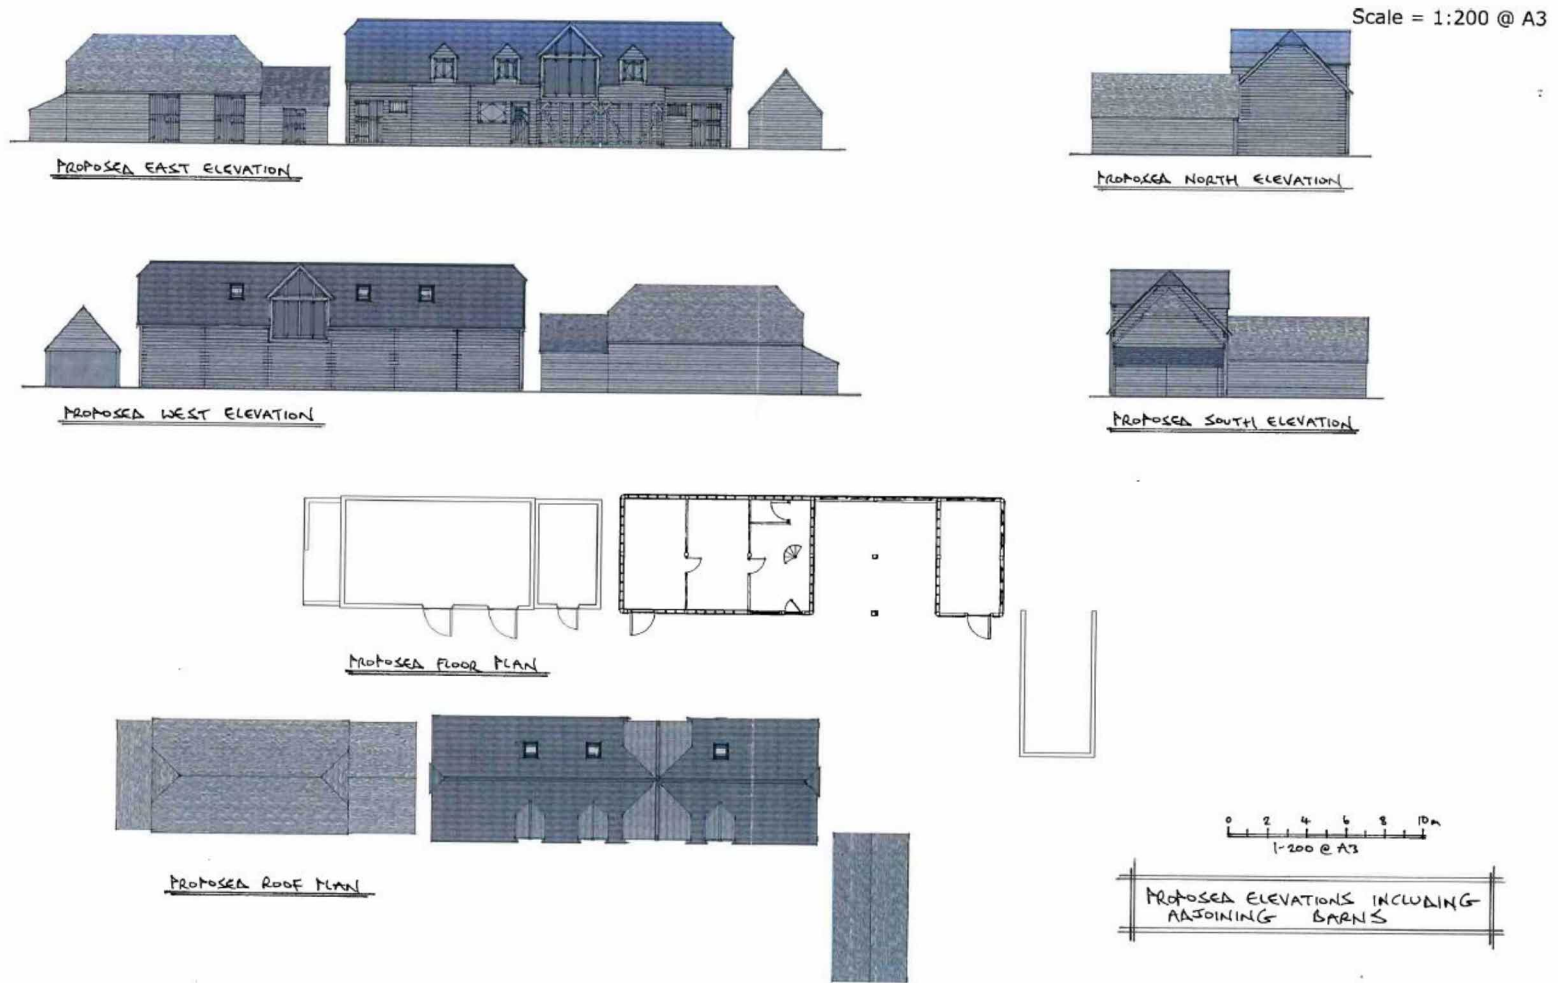 Scale = 1:200 @ A3
PROPOSED EAST ELEVATION
PROPOSED NORTH ELEVATION
PROPOSED WEST ELEVATION
PROPOSED SOUTH ELEVATION
PROPOSED FLOOR PLAN
PROPOSED ROOF PLAN
0 2 4 6 8 10m
1-200 @ A3
PROPOSED ELEVATIONS INCLUDING
ADJOINING BARNS